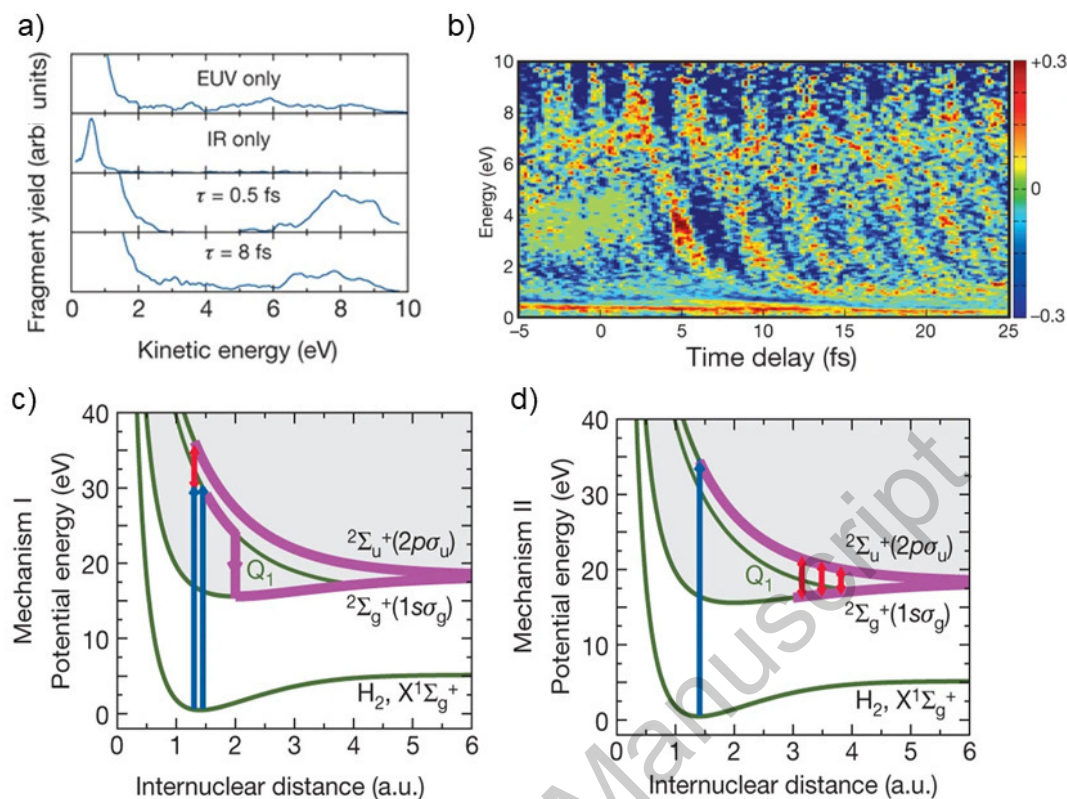 a)
Fragment yield (arbi units)
EUV only
IR only
τ = 0.5 fs
τ = 8 fs
0 2 4 6 8 10
Kinetic energy (eV)
b)
Energy (eV)
10
8
6
4
2
0
−5 0 5 10 15 20 25
Time delay (fs)
+0.3
0
−0.3
c)
Mechanism I
Potential energy (eV)
40
30
20
10
0
²Σᵤ⁺(2pσᵤ)
Q₁
²Σg⁺(1sσg)
H₂, X¹Σg⁺
0 1 2 3 4 5 6
Internuclear distance (a.u.)
d)
Mechanism II
Potential energy (eV)
40
30
20
10
0
²Σᵤ⁺(2pσᵤ)
Q₁
²Σg⁺(1sσg)
H₂, X¹Σg⁺
0 1 2 3 4 5 6
Internuclear distance (a.u.)
Manuscript